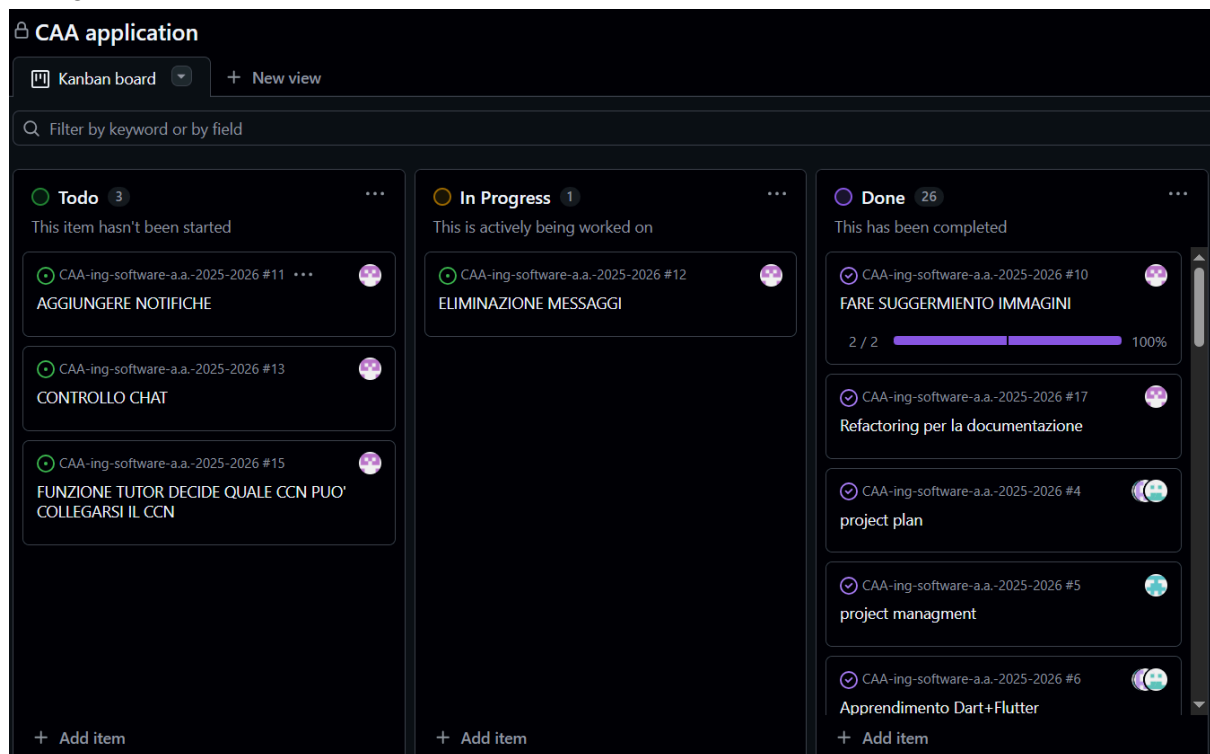 CAA application
Kanban board
+ New view
Filter by keyword or by field
Todo 3 ...
This item hasn't been started
CAA-ing-software-a.a.-2025-2026 #11 ...
AGGIUNGERE NOTIFICHE
CAA-ing-software-a.a.-2025-2026 #13
CONTROLLO CHAT
CAA-ing-software-a.a.-2025-2026 #15
FUNZIONE TUTOR DECIDE QUALE CCN PUO'
COLLEGARSI IL CCN
+ Add item
In Progress 1 ...
This is actively being worked on
CAA-ing-software-a.a.-2025-2026 #12
ELIMINAZIONE MESSAGGI
+ Add item
Done 26 ...
This has been completed
CAA-ing-software-a.a.-2025-2026 #10
FARE SUGGERMIENTO IMMAGINI
2 / 2 100%
CAA-ing-software-a.a.-2025-2026 #17
Refactoring per la documentazione
CAA-ing-software-a.a.-2025-2026 #4
project plan
CAA-ing-software-a.a.-2025-2026 #5
project managment
CAA-ing-software-a.a.-2025-2026 #6
Apprendimento Dart+Flutter
+ Add item